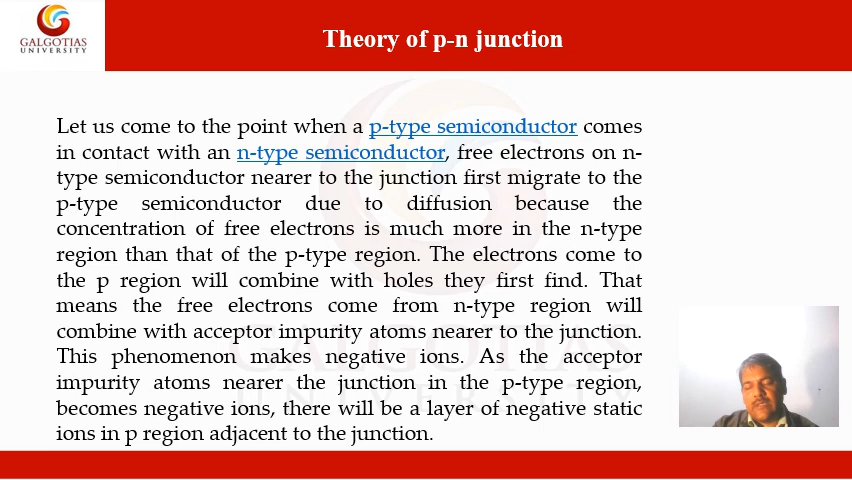 GALGOTIAS
UNIVERSITY
Theory of p-n junction
Let us come to the point when a p-type semiconductor comes
in contact with an n-type semiconductor, free electrons on n-
type semiconductor nearer to the junction first migrate to the
p-type semiconductor due to diffusion because the
concentration of free electrons is much more in the n-type
region than that of the p-type region. The electrons come to
the p region will combine with holes they first find. That
means the free electrons come from n-type region will
combine with acceptor impurity atoms nearer to the junction.
This phenomenon makes negative ions. As the acceptor
impurity atoms nearer the junction in the p-type region,
becomes negative ions, there will be a layer of negative static
ions in p region adjacent to the junction.
GALGOTIAS
UNIVERSITY